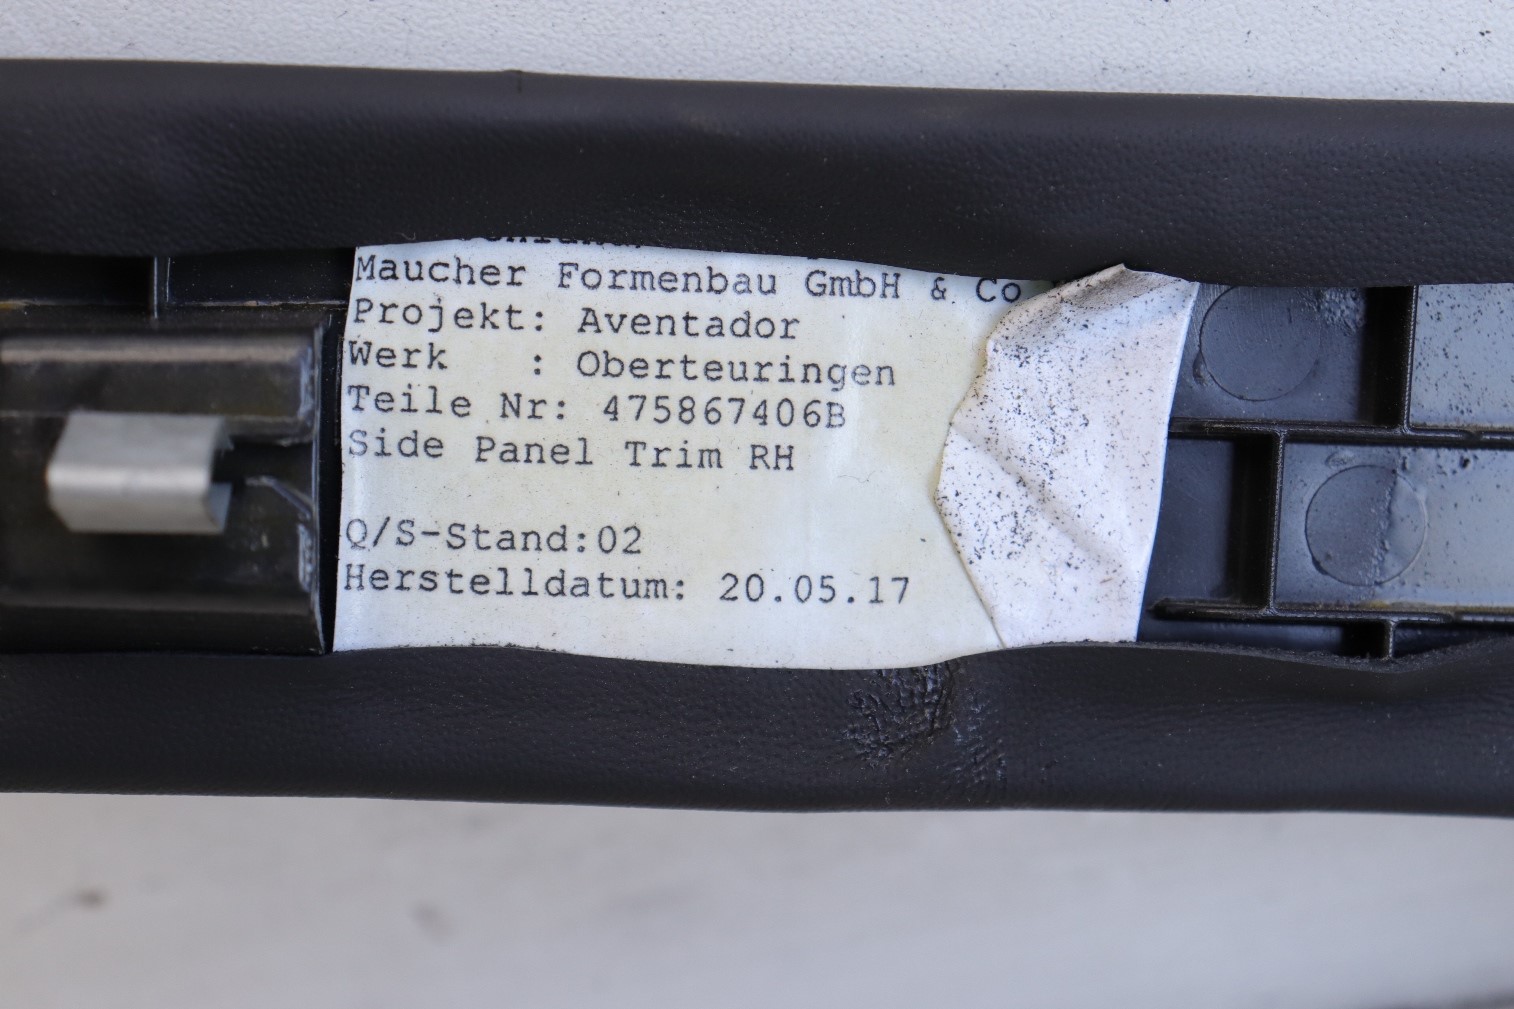 Maucher Formenbau GmbH & Co
Projekt: Aventador
Werk   : Oberteuringen
Teile Nr: 475867406B
Side Panel Trim RH
Q/S-Stand:02
Herstelldatum: 20.05.17